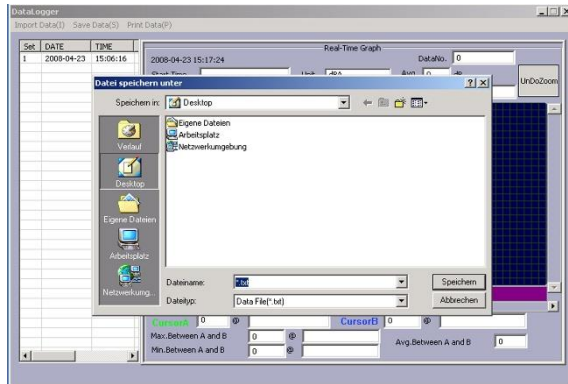 DataLogger
Import Data(I) Save Data(S) Print Data(P)
Set DATE TIME
1 2008-04-23 15:06:16
Real-Time Graph
2008-04-23 15:17:24
DataNo. 0
Start Time Unit dBA Avg 0 dB
UnDoZoom
Datei speichern unter
Speichern in: Desktop
Verlauf
Desktop
Eigene Dateien
Arbeitsplatz
Netzwerkumg...
Eigene Dateien
Arbeitsplatz
Netzwerkumgebung
Dateiname: *.txt Speichern
Dateityp: Data File(*.txt) Abbrechen
CursorA 0 @ CursorB 0 @
Max.Between A and B 0 @
Avg.Between A and B 0
Min.Between A and B 0 @